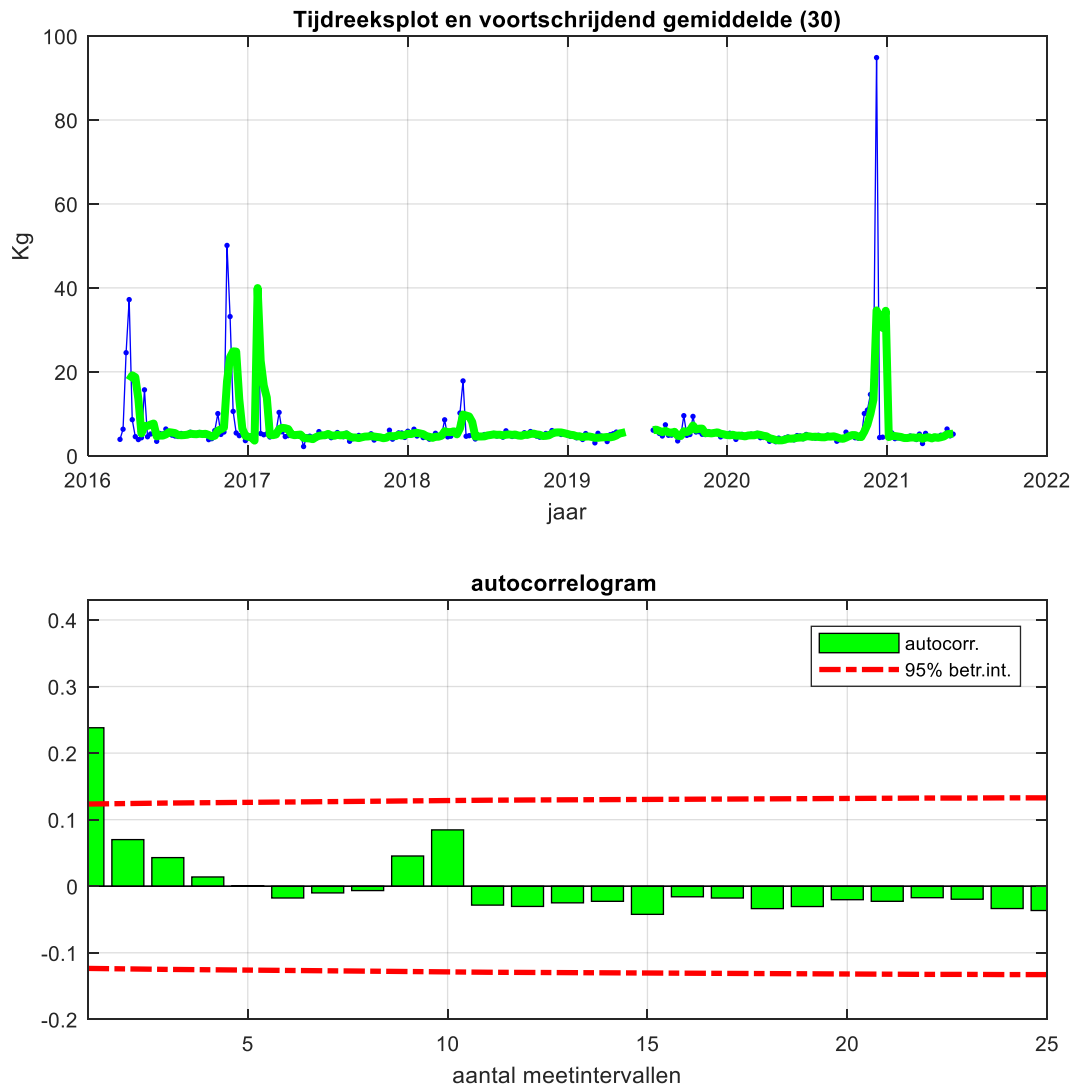 Tijdreeksplot en voortschrijdend gemiddelde (30)
100
80
60
40
20
0
Kg
2016 2017 2018 2019 2020 2021 2022
jaar
autocorrelogram
0.4
0.3
0.2
0.1
0
-0.1
-0.2
autocorr.
95% betr.int.
5 10 15 20 25
aantal meetintervallen